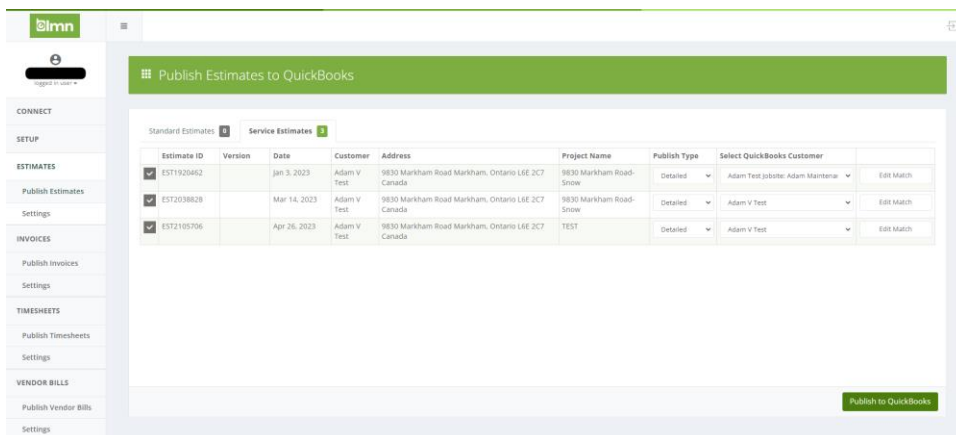 lmn
Publish Estimates to QuickBooks
logged in user
CONNECT
SETUP
ESTIMATES
Publish Estimates
Settings
INVOICES
Publish Invoices
Settings
TIMESHEETS
Publish Timesheets
Settings
VENDOR BILLS
Publish Vendor Bills
Settings
Standard Estimates 0 Service Estimates 3
Estimate ID Version Date Customer Address Project Name Publish Type Select QuickBooks Customer
EST1920462 Jan 3, 2023 Adam V 9830 Markham Road Markham, Ontario L6E 2C7 9830 Markham Road- Detailed Adam Test Jobsite: Adam Maintenan Edit Match
Test Canada Snow
EST2038828 Mar 14, 2023 Adam V 9830 Markham Road Markham, Ontario L6E 2C7 9830 Markham Road- Detailed Adam V Test Edit Match
Test Canada Snow
EST2105706 Apr 26, 2023 Adam V 9830 Markham Road Markham, Ontario L6E 2C7 TEST Detailed Adam V Test Edit Match
Test Canada
Publish to QuickBooks